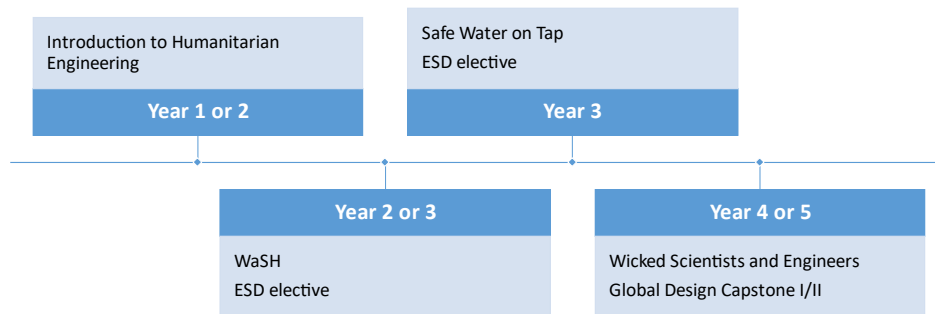 Introduction to Humanitarian
Engineering
Year 1 or 2
Safe Water on Tap
ESD elective
Year 3
Year 2 or 3
WaSH
ESD elective
Year 4 or 5
Wicked Scientists and Engineers
Global Design Capstone I/II